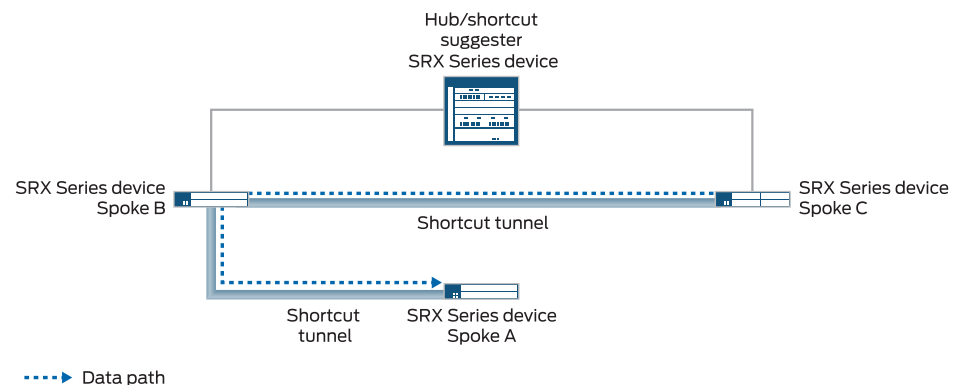 Hub/shortcut
suggester
SRX Series device
SRX Series device
Spoke B
SRX Series device
Spoke C
Shortcut tunnel
Shortcut
tunnel
SRX Series device
Spoke A
Data path